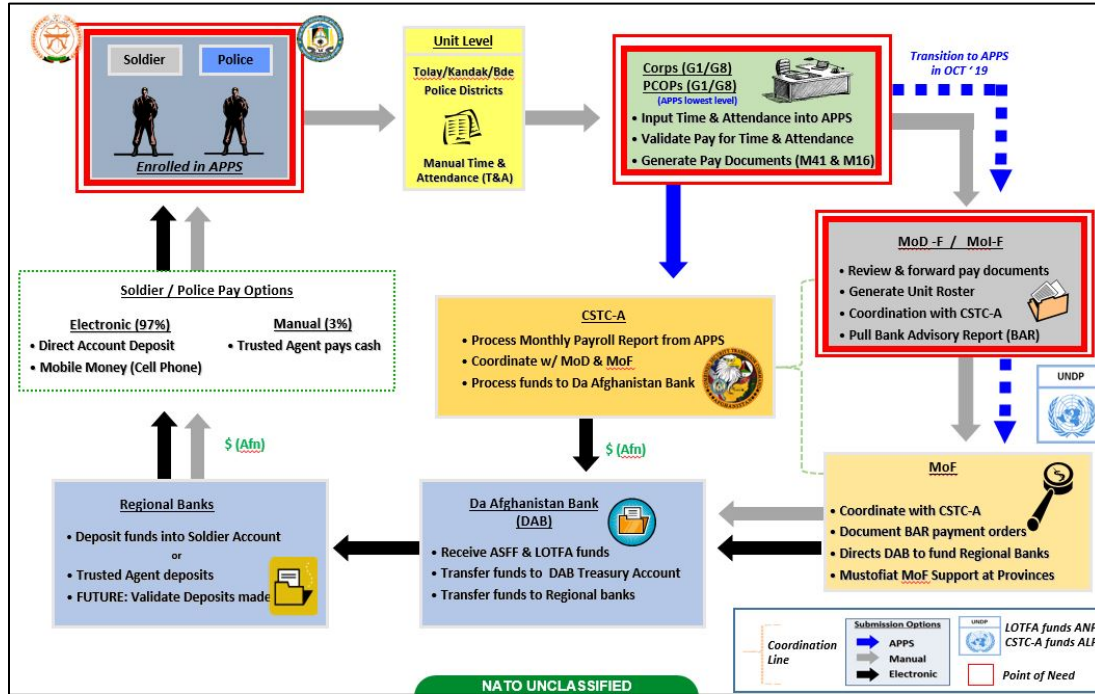 Soldier
Police
Enrolled in APPS
Unit Level
Tolay/Kandak/Bde
Police Districts
Manual Time &
Attendance (T&A)
Corps (G1/G8)
PCOPs (G1/G8)
(APPS lowest level)
• Input Time & Attendance into APPS
• Validate Pay for Time & Attendance
• Generate Pay Documents (M41 & M16)
Transition to APPS
in OCT ‘ 19
MoD -F / MoI-F
• Review & forward pay documents
• Generate Unit Roster
• Coordination with CSTC-A
• Pull Bank Advisory Report (BAR)
UNDP
Soldier / Police Pay Options
Electronic (97%)
• Direct Account Deposit
• Mobile Money (Cell Phone)
Manual (3%)
• Trusted Agent pays cash
CSTC-A
• Process Monthly Payroll Report from APPS
• Coordinate w/ MoD & MoF
• Process funds to Da Afghanistan Bank
$ (Afn)
$ (Afn)
Regional Banks
• Deposit funds into Soldier Account
or
• Trusted Agent deposits
• FUTURE: Validate Deposits made
Da Afghanistan Bank
(DAB)
• Receive ASFF & LOTFA funds
• Transfer funds to DAB Treasury Account
• Transfer funds to Regional banks
MoF
• Coordinate with CSTC-A
• Document BAR payment orders
• Directs DAB to fund Regional Banks
• Mustofiat MoF Support at Provinces
Coordination
Line
Submission Options
APPS
Manual
Electronic
UNDP
LOTFA funds ANP
CSTC-A funds ALP
Point of Need
NATO UNCLASSIFIED